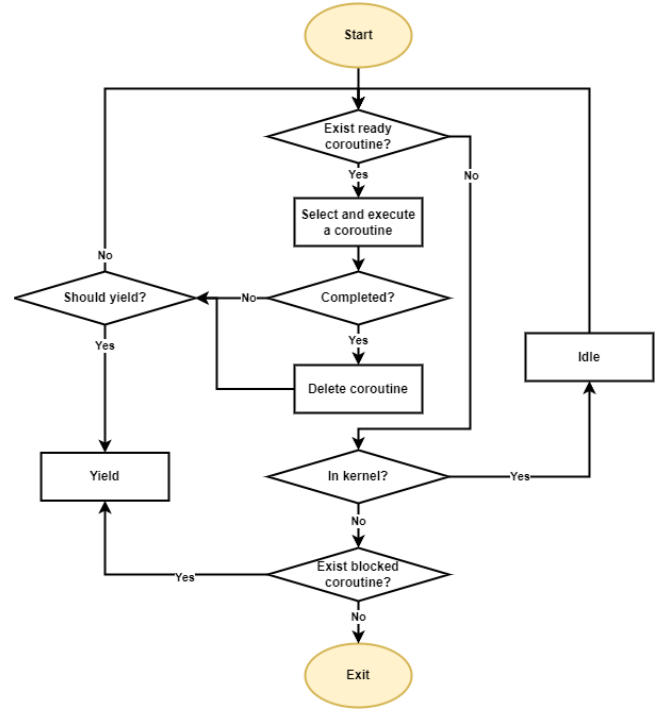 Start
Exist ready
coroutine?
Yes
No
Select and execute
a coroutine
No
Should yield?
No
Completed?
Yes
Yes
Idle
Delete coroutine
Yield
In kernel?
Yes
No
Yes
Exist blocked
coroutine?
No
Exit